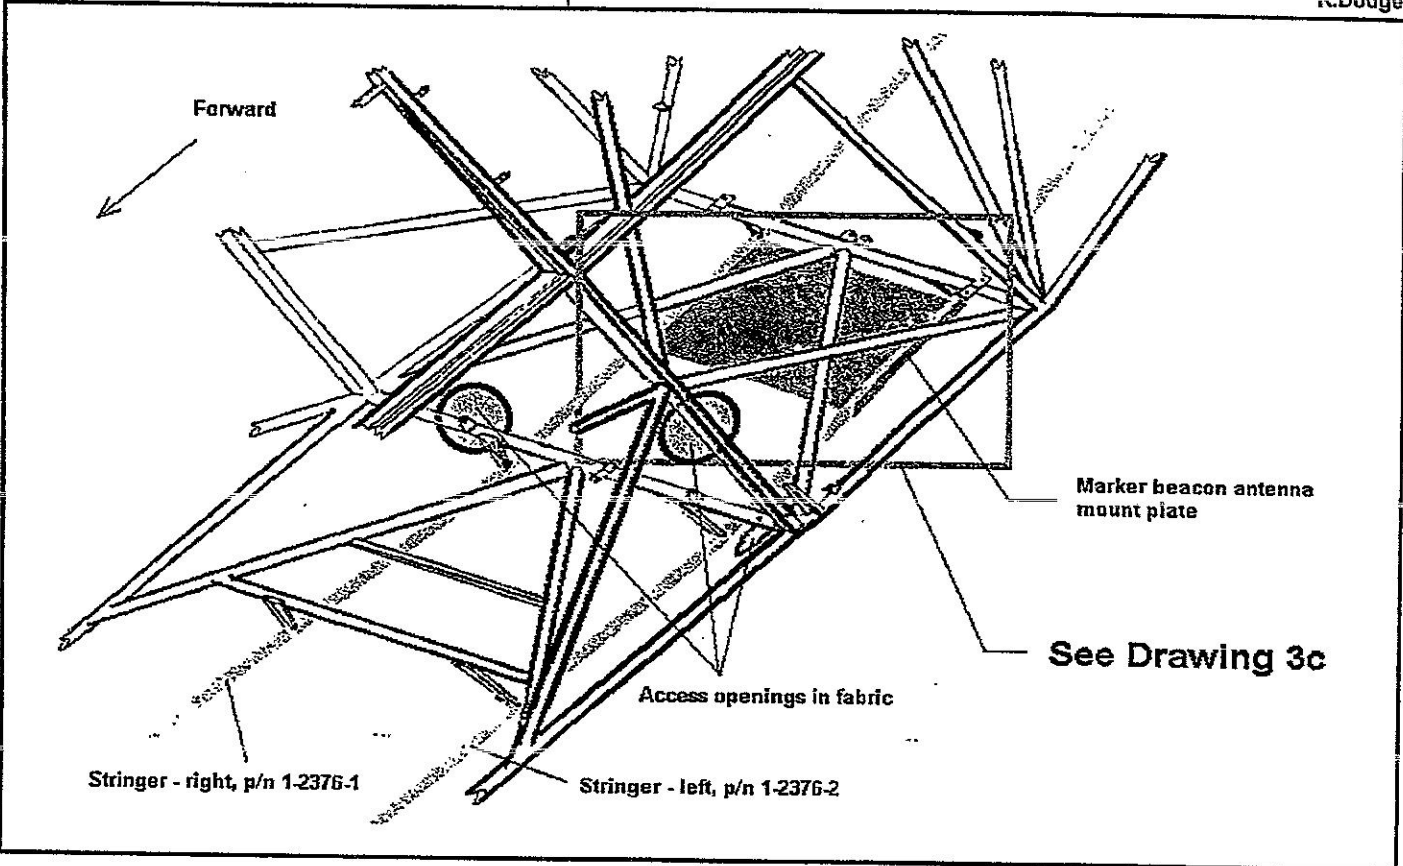 K.Dodge
Forward
Marker beacon antenna
mount plate
See Drawing 3c
Access openings in fabric
Stringer - right, p/n 1-2376-1
Stringer - left, p/n 1-2376-2